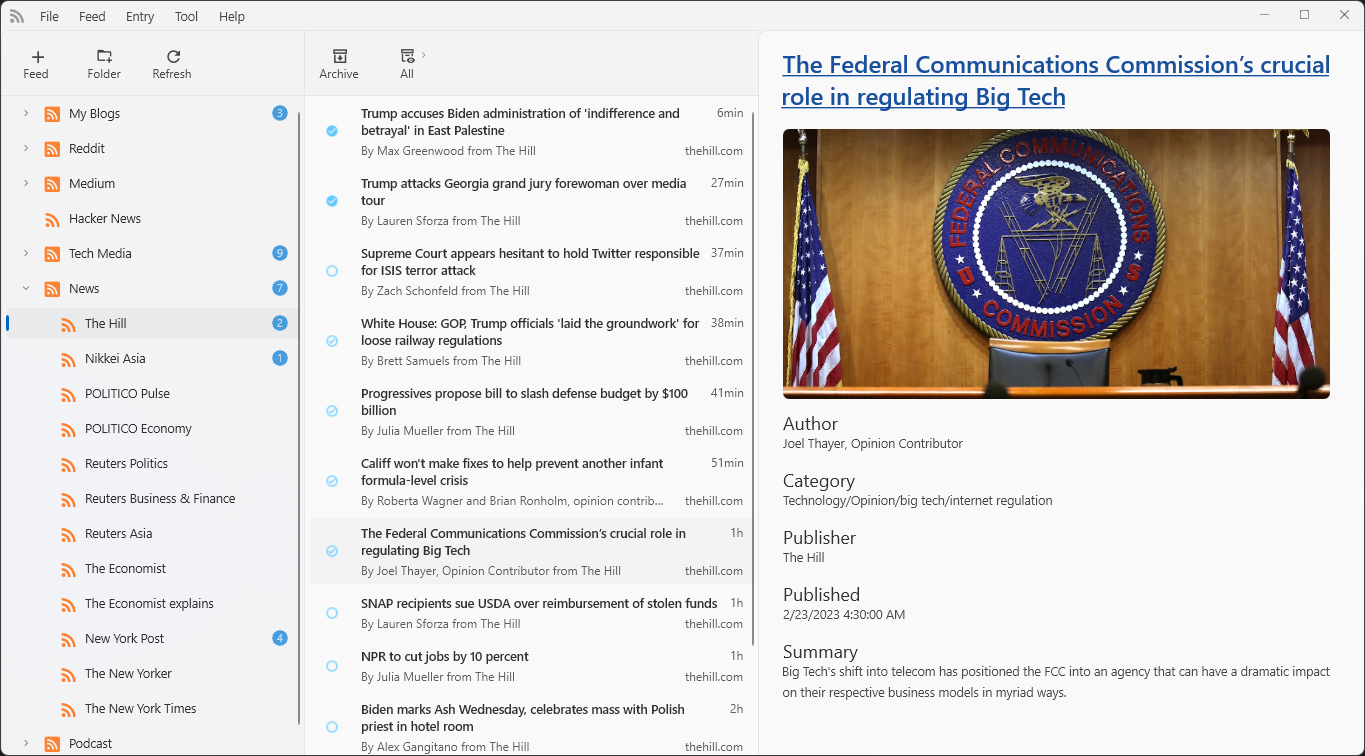 File Feed Entry Tool Help
Feed Folder Refresh
Archive All
My Blogs 3
Reddit
Medium
Hacker News
Tech Media 9
News 7
The Hill 2
Nikkei Asia 1
POLITICO Pulse
POLITICO Economy
Reuters Politics
Reuters Business & Finance
Reuters Asia
The Economist
The Economist explains
New York Post 4
The New Yorker
The New York Times
Podcast
Trump accuses Biden administration of 'indifference and 6min
betrayal' in East Palestine
By Max Greenwood from The Hill thehill.com
Trump attacks Georgia grand jury forewoman over media 27min
tour
By Lauren Sforza from The Hill thehill.com
Supreme Court appears hesitant to hold Twitter responsible 37min
for ISIS terror attack
By Zach Schonfeld from The Hill thehill.com
White House: GOP, Trump officials 'laid the groundwork' for 38min
loose railway regulations
By Brett Samuels from The Hill thehill.com
Progressives propose bill to slash defense budget by $100 41min
billion
By Julia Mueller from The Hill thehill.com
Califf won't make fixes to help prevent another infant 51min
formula-level crisis
By Roberta Wagner and Brian Ronholm, opinion contrib... thehill.com
The Federal Communications Commission’s crucial role in 1h
regulating Big Tech
By Joel Thayer, Opinion Contributor from The Hill thehill.com
SNAP recipients sue USDA over reimbursement of stolen funds 1h
By Lauren Sforza from The Hill thehill.com
NPR to cut jobs by 10 percent 1h
By Julia Mueller from The Hill thehill.com
Biden marks Ash Wednesday, celebrates mass with Polish 2h
priest in hotel room
By Alex Gangitano from The Hill thehill.com
The Federal Communications Commission’s crucial
role in regulating Big Tech
FEDERAL COMMUNICATIONS
U S
COMMISSION
Author
Joel Thayer, Opinion Contributor
Category
Technology/Opinion/big tech/internet regulation
Publisher
The Hill
Published
2/23/2023 4:30:00 AM
Summary
Big Tech's shift into telecom has positioned the FCC into an agency that can have a dramatic impact
on their respective business models in myriad ways.